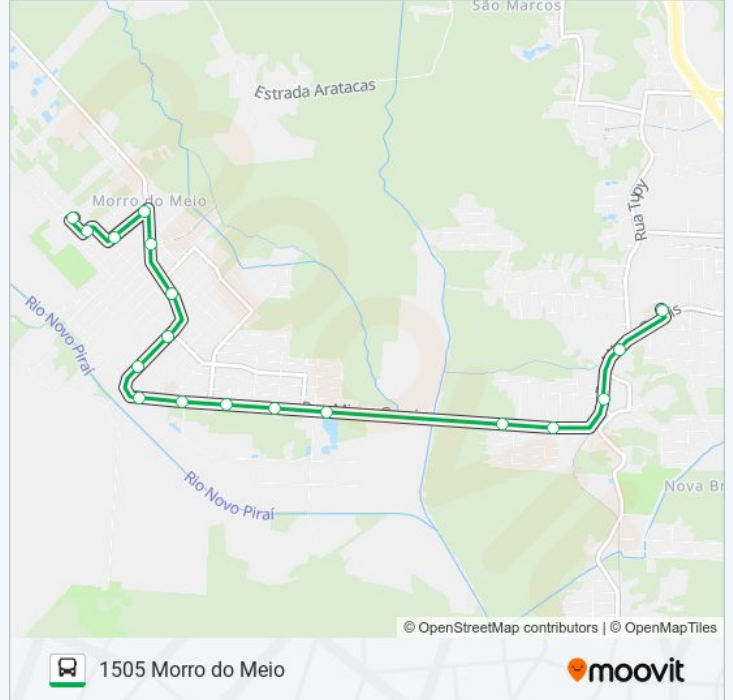 São Marcos
Estrada Aratacas
Morro do Meio
Rua Tupy
Rio Novo Piraí
Rio Novo Piraí
Nova Br
© OpenStreetMap contributors | © OpenMapTiles
1505 Morro do Meio
moovit